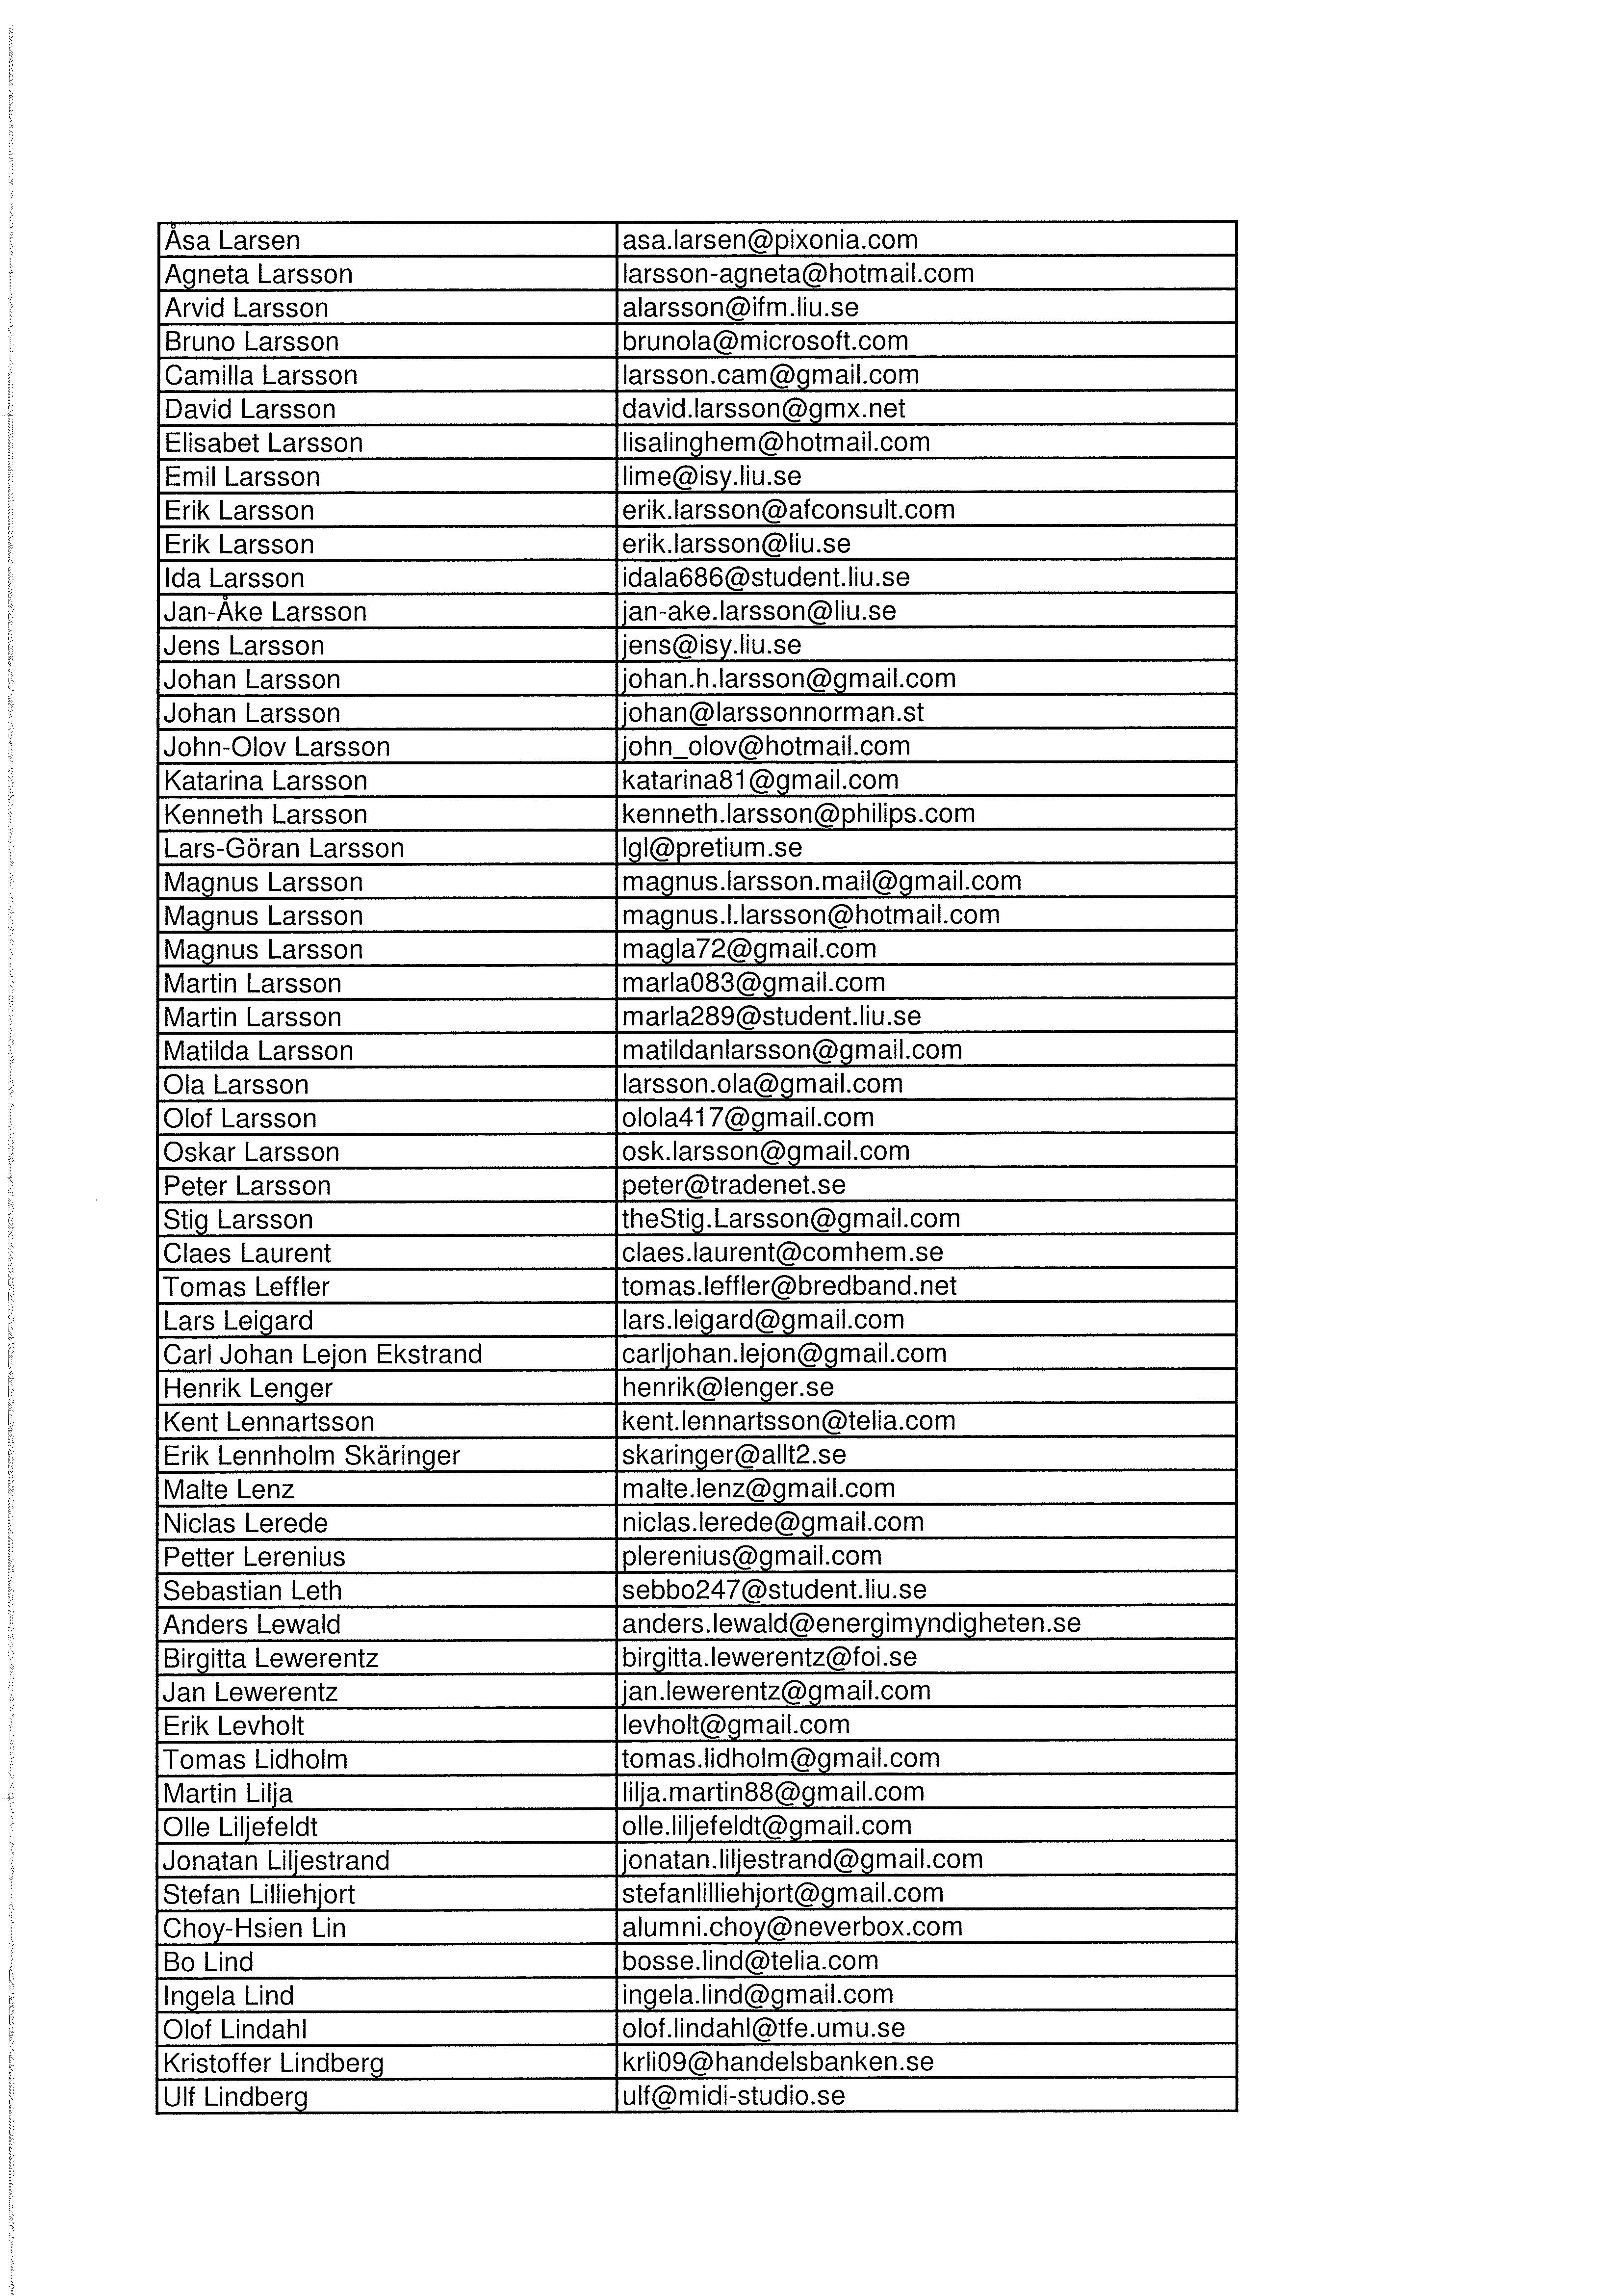 Åsa Larsen asa.larsen@pixonia.com
Agneta Larsson larsson-agneta@hotmail.com
Arvid Larsson alarsson@ifm.liu.se
Bruno Larsson brunola@microsoft.com
Camilla Larsson larsson.cam@gmail.com
David Larsson david.larsson@gmx.net
Elisabet Larsson lisalinghem@hotmail.com
Emil Larsson lime@isy.liu.se
Erik Larsson erik.larsson@afconsult.com
Erik Larsson erik.larsson@liu.se
Ida Larsson idala686@student.liu.se
Jan-Åke Larsson jan-ake.larsson@liu.se
Jens Larsson jens@isy.liu.se
Johan Larsson johan.h.larsson@gmail.com
Johan Larsson johan@larssonnorman.st
John-Olov Larsson john_olov@hotmail.com
Katarina Larsson katarina81@gmail.com
Kenneth Larsson kenneth.larsson@philips.com
Lars-Göran Larsson lgl@pretium.se
Magnus Larsson magnus.larsson.mail@gmail.com
Magnus Larsson magnus.l.larsson@hotmail.com
Magnus Larsson magla72@gmail.com
Martin Larsson marla083@gmail.com
Martin Larsson marla289@student.liu.se
Matilda Larsson matildanlarsson@gmail.com
Ola Larsson larsson.ola@gmail.com
Olof Larsson olola417@gmail.com
Oskar Larsson osk.larsson@gmail.com
Peter Larsson peter@tradenet.se
Stig Larsson theStig.Larsson@gmail.com
Claes Laurent claes.laurent@comhem.se
Tomas Leffler tomas.leffler@bredband.net
Lars Leigard lars.leigard@gmail.com
Carl Johan Lejon Ekstrand carljohan.lejon@gmail.com
Henrik Lenger henrik@lenger.se
Kent Lennartsson kent.lennartsson@telia.com
Erik Lennholm Skäringer skaringer@allt2.se
Malte Lenz malte.lenz@gmail.com
Niclas Lerede niclas.lerede@gmail.com
Petter Lerenius plerenius@gmail.com
Sebastian Leth sebbo247@student.liu.se
Anders Lewald anders.lewald@energimyndigheten.se
Birgitta Lewerentz birgitta.lewerentz@foi.se
Jan Lewerentz jan.lewerentz@gmail.com
Erik Levholt levholt@gmail.com
Tomas Lidholm tomas.lidholm@gmail.com
Martin Lilja lilja.martin88@gmail.com
Olle Liljefeldt olle.liljefeldt@gmail.com
Jonatan Liljestrand jonatan.liljestrand@gmail.com
Stefan Lilliehjort stefanlilliehjort@gmail.com
Choy-Hsien Lin alumni.choy@neverbox.com
Bo Lind bosse.lind@telia.com
Ingela Lind ingela.lind@gmail.com
Olof Lindahl olof.lindahl@tfe.umu.se
Kristoffer Lindberg krli09@handelsbanken.se
Ulf Lindberg ulf@midi-studio.se